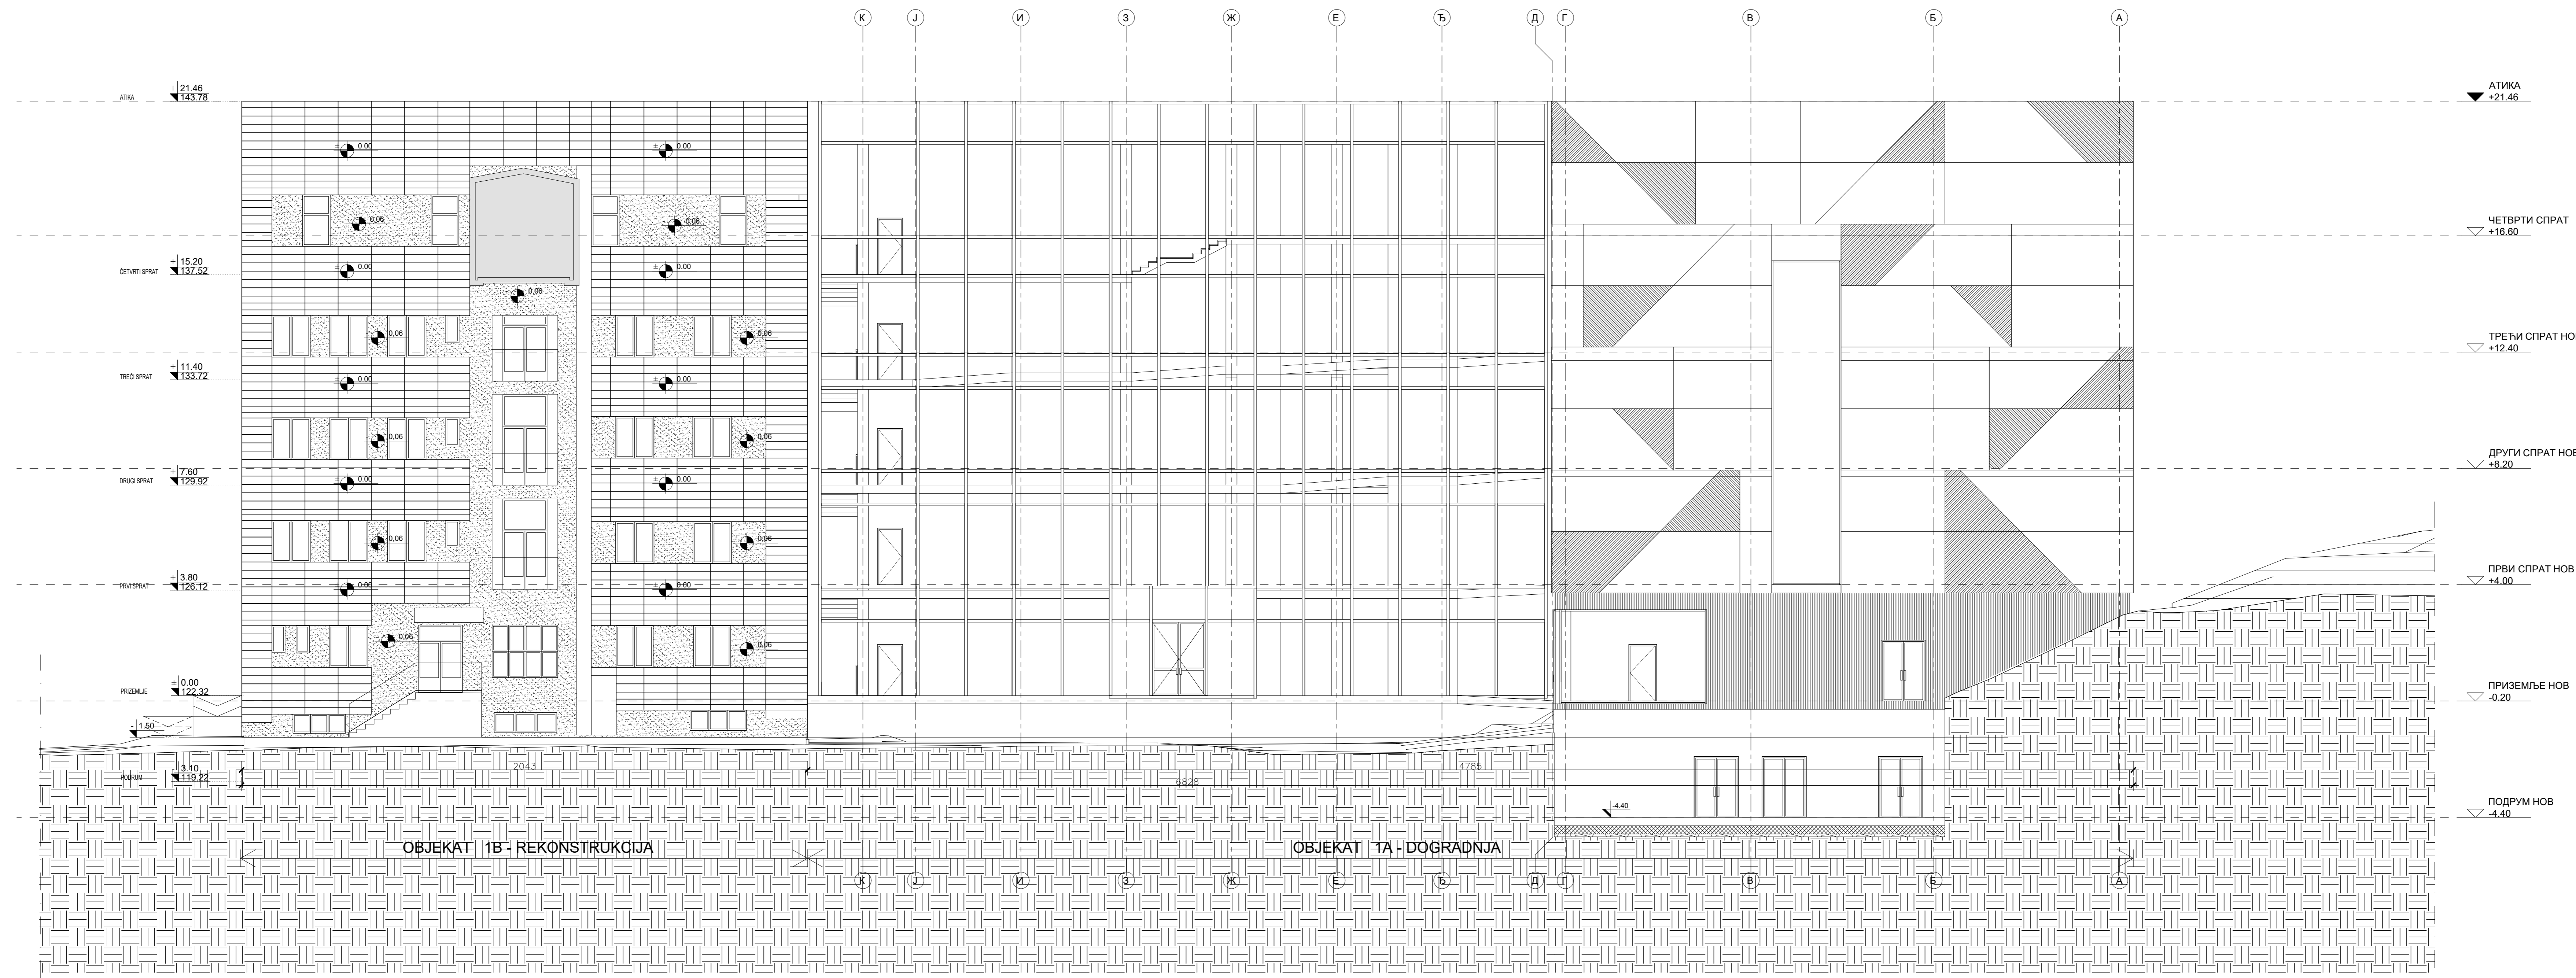 К Ј И З Ж Е Ђ Д Г В Б А
ATIKA
+ 21.46
143.78
АТИКА
+21.46
± 0.00
± 0.00
- 0.06
- 0.06
ЧЕТВРТИ СПРАТ
+16.60
ČETVRTI SPRAT
+ 15.20
137.52
± 0.00
± 0.00
- 0.06
- 0.06
- 0.06
ТРЕЋИ СПРАТ НОВ
+12.40
TREĆI SPRAT
+ 11.40
133.72
± 0.00
± 0.00
- 0.06
- 0.06
ДРУГИ СПРАТ НОВ
+8.20
DRUGI SPRAT
+ 7.60
129.92
± 0.00
± 0.00
- 0.06
- 0.06
ПРВИ СПРАТ НОВ
+4.00
PRVI SPRAT
+ 3.80
126.12
± 0.00
± 0.00
- 0.06
- 0.06
PRIZEMLJE
± 0.00
122.32
ПРИЗЕМЉЕ НОВ
-0.20
- 1.50
PODRUM
- 3.10
119.22
2043
4785
6828
-4.40
ПОДРУМ НОВ
-4.40
OBJEKAT 1B - REKONSTRUKCIJA
OBJEKAT 1A - DOGRADNJA
К Ј И З Ж Е Ђ Д Г В Б А